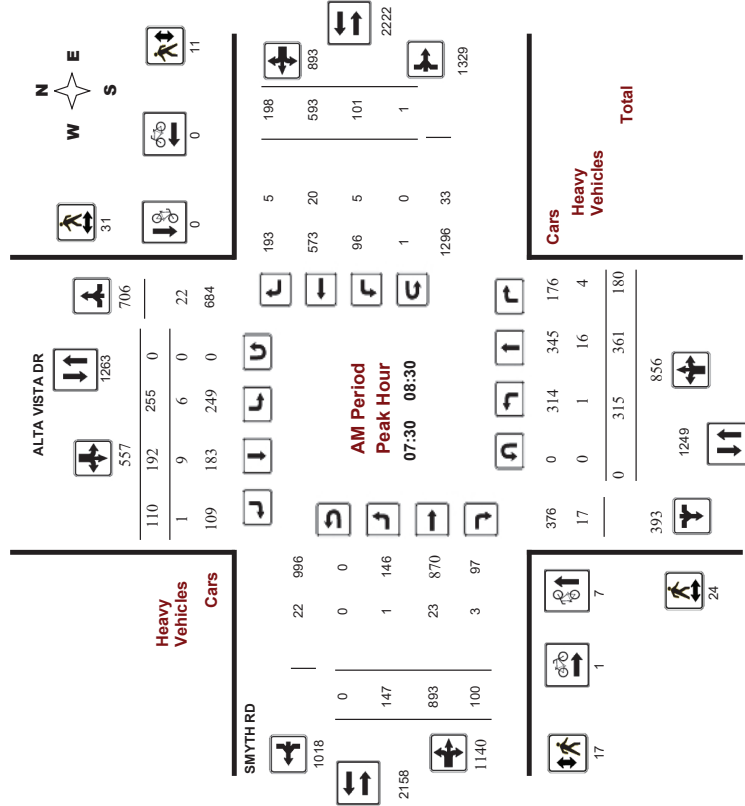 N
W E
S
31
11
0
0
ALTA VISTA DR
1263
557
706
110 192 255 0
1 9 6 0 22
109 183 249 0 684
Heavy
Vehicles
Cars
893
2222
1329
193 5 198
573 20 593
96 5 101
1 0 1
1296 33
AM Period
Peak Hour
07:30 08:30
SMYTH RD
996 22
0 0 0
146 1 147
870 23 893
97 3 100
1018
2158
1140
Cars
Heavy
Vehicles
Total
376 0 314 345 176
17 0 1 16 4
0 315 361 180
393
1249
856
17
1
7
24